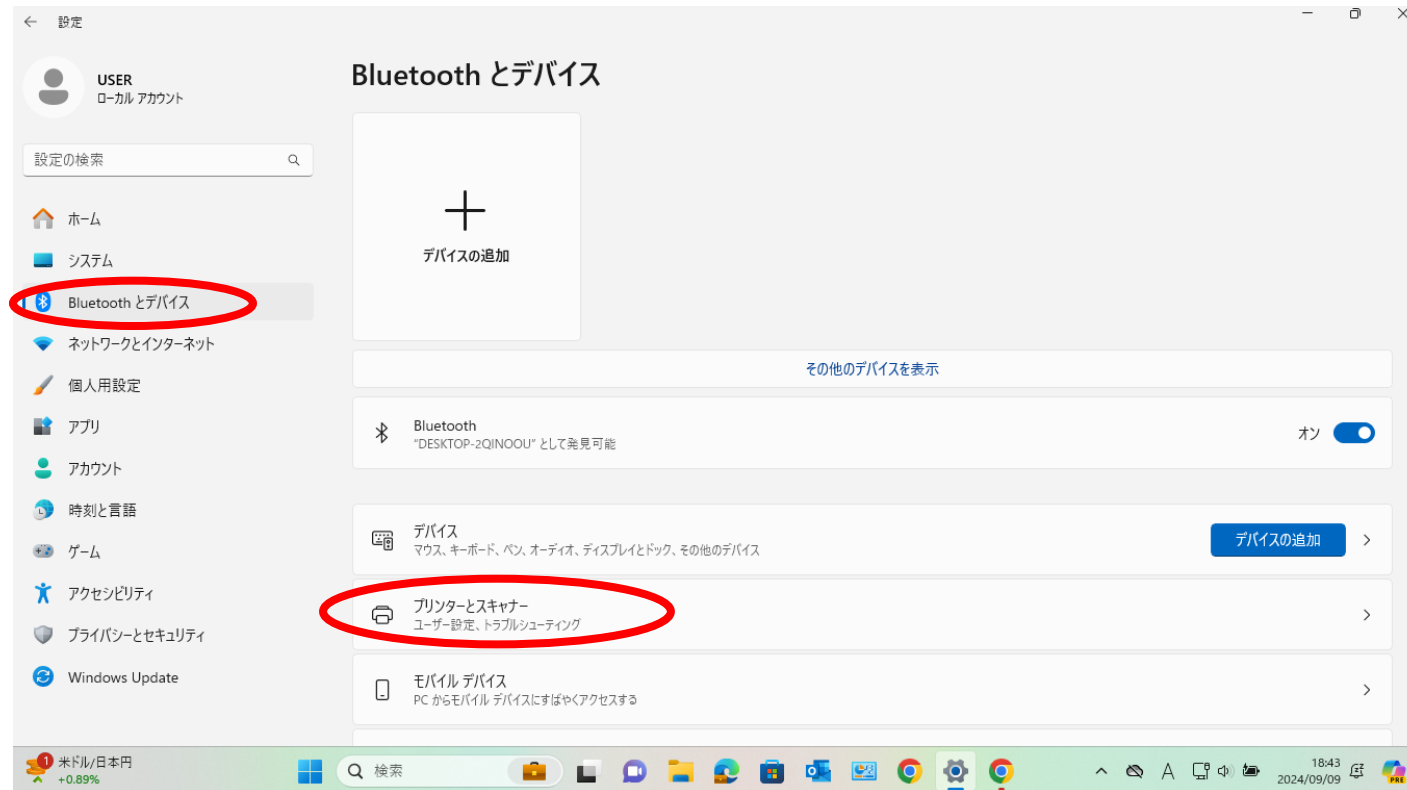 設定
USER
ローカル アカウント
設定の検索
ホーム
システム
Bluetooth とデバイス
ネットワークとインターネット
個人用設定
アプリ
アカウント
時刻と言語
ゲーム
アクセシビリティ
プライバシーとセキュリティ
Windows Update
Bluetooth とデバイス
デバイスの追加
その他のデバイスを表示
Bluetooth
"DESKTOP-2QINOOU" として発見可能
オン
デバイス
マウス、キーボード、ペン、オーディオ、ディスプレイとドック、その他のデバイス
デバイスの追加
プリンターとスキャナー
ユーザー設定、トラブルシューティング
モバイル デバイス
PC からモバイル デバイスにすばやくアクセスする
1
米ドル/日本円
+0.89%
検索
A
18:43
2024/09/09
PRE